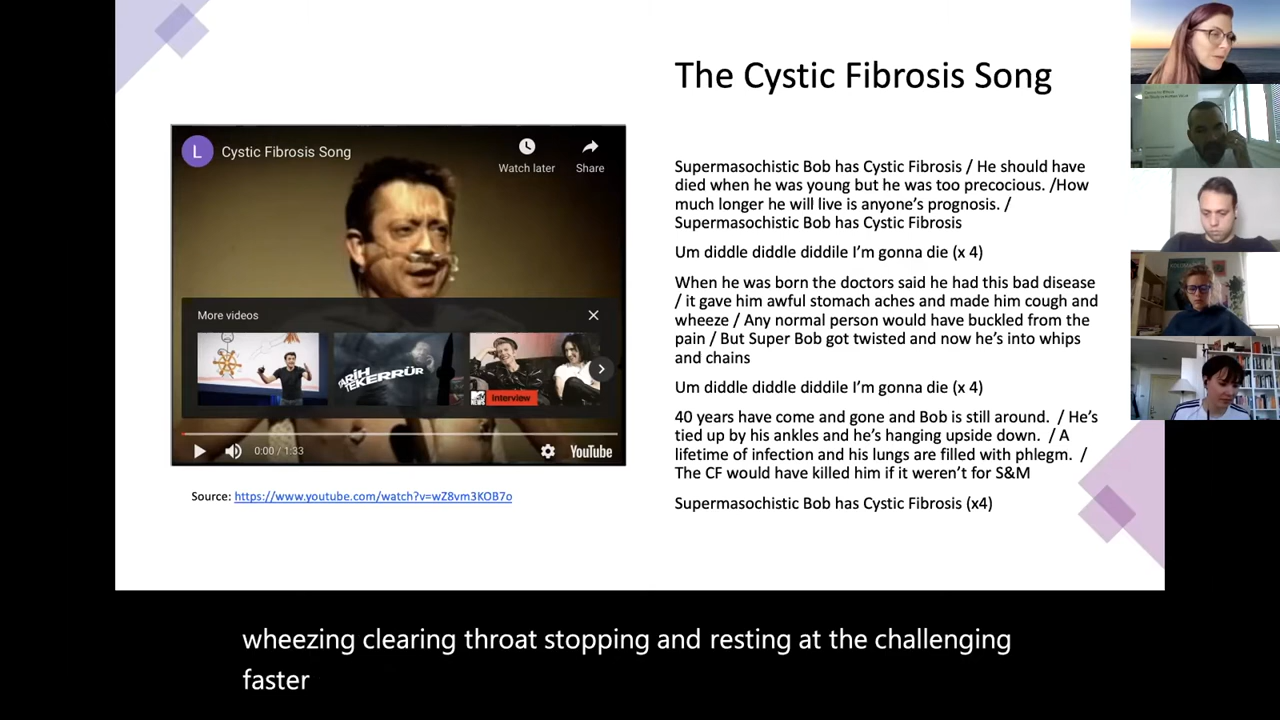 The Cystic Fibrosis Song
L
Cystic Fibrosis Song
Watch later
Share
More videos
TARİH
TEKERRÜR
interview
0:00 / 1:33
YouTube
Source: https://www.youtube.com/watch?v=wZ8vm3KOB7o
Supermasochistic Bob has Cystic Fibrosis / He should have
died when he was young but he was too precocious. /How
much longer he will live is anyone’s prognosis. /
Supermasochistic Bob has Cystic Fibrosis
Um diddle diddle diddile I’m gonna die (x 4)
When he was born the doctors said he had this bad disease
/ it gave him awful stomach aches and made him cough and
wheeze / Any normal person would have buckled from the
pain / But Super Bob got twisted and now he’s into whips
and chains
Um diddle diddle diddile I’m gonna die (x 4)
40 years have come and gone and Bob is still around. / He’s
tied up by his ankles and he’s hanging upside down. / A
lifetime of infection and his lungs are filled with phlegm. /
The CF would have killed him if it weren’t for S&M
Supermasochistic Bob has Cystic Fibrosis (x4)
wheezing clearing throat stopping and resting at the challenging
faster